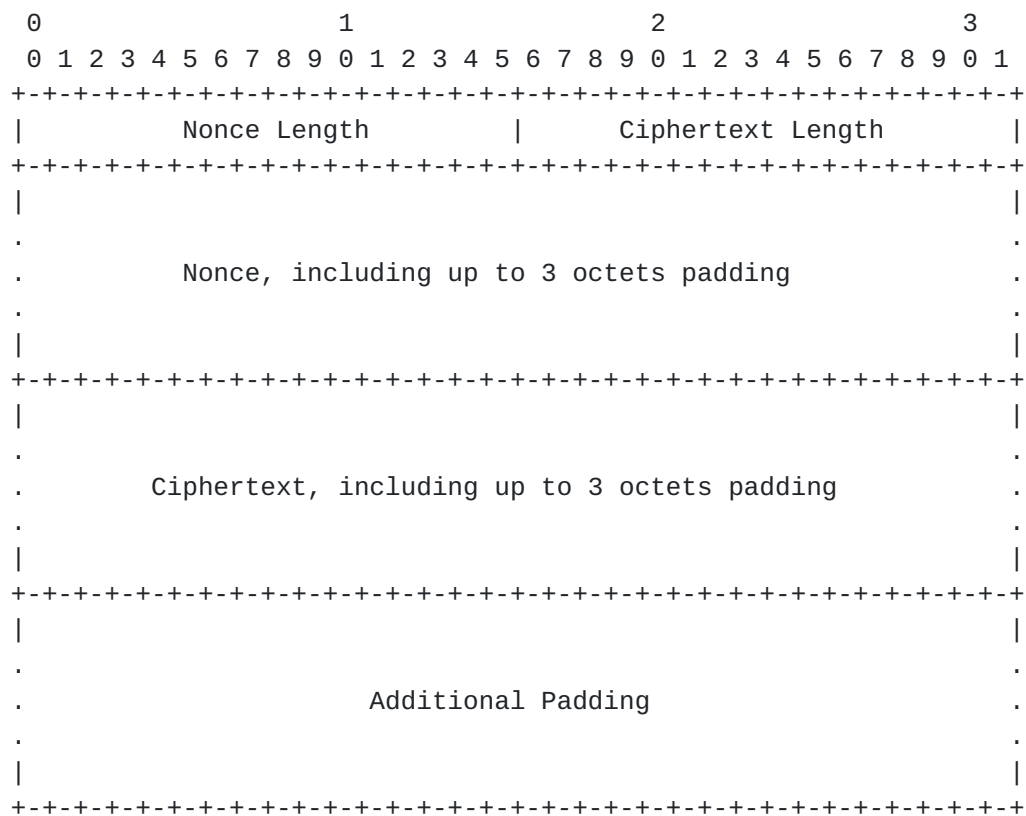 0                   1                   2                   3
 0 1 2 3 4 5 6 7 8 9 0 1 2 3 4 5 6 7 8 9 0 1 2 3 4 5 6 7 8 9 0 1
+-+-+-+-+-+-+-+-+-+-+-+-+-+-+-+-+-+-+-+-+-+-+-+-+-+-+-+-+-+-+-+-+
|          Nonce Length         |      Ciphertext Length        |
+-+-+-+-+-+-+-+-+-+-+-+-+-+-+-+-+-+-+-+-+-+-+-+-+-+-+-+-+-+-+-+-+
|                                                               |
.                                                               .
.          Nonce, including up to 3 octets padding              .
.                                                               .
|                                                               |
+-+-+-+-+-+-+-+-+-+-+-+-+-+-+-+-+-+-+-+-+-+-+-+-+-+-+-+-+-+-+-+-+
|                                                               |
.                                                               .
.        Ciphertext, including up to 3 octets padding           .
.                                                               .
|                                                               |
+-+-+-+-+-+-+-+-+-+-+-+-+-+-+-+-+-+-+-+-+-+-+-+-+-+-+-+-+-+-+-+-+
|                                                               |
.                                                               .
.                      Additional Padding                       .
.                                                               .
|                                                               |
+-+-+-+-+-+-+-+-+-+-+-+-+-+-+-+-+-+-+-+-+-+-+-+-+-+-+-+-+-+-+-+-+